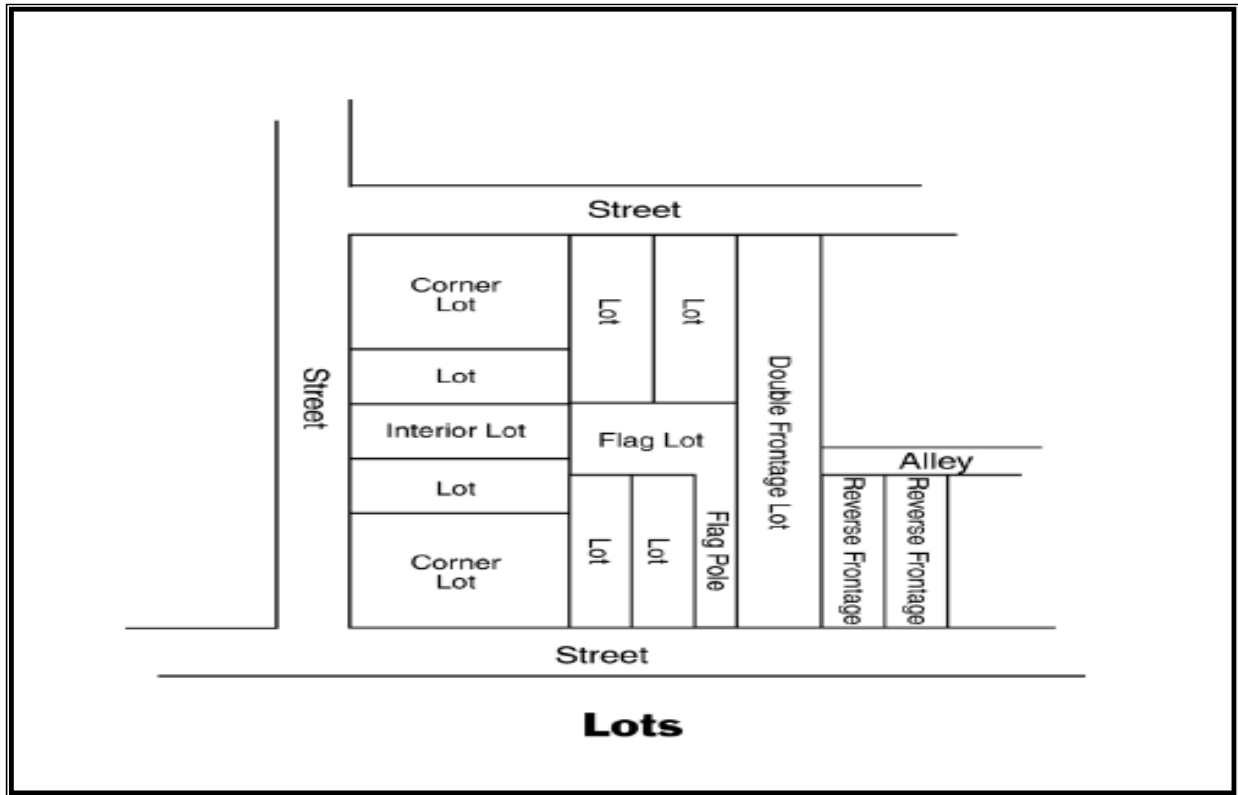 Street
Corner
Lot
Lot
Lot
Street
Lot
Double Frontage Lot
Interior Lot
Flag Lot
Alley
Lot
Reverse Frontage
Reverse Frontage
Lot
Lot
Flag Pole
Corner
Lot
Street
Lots